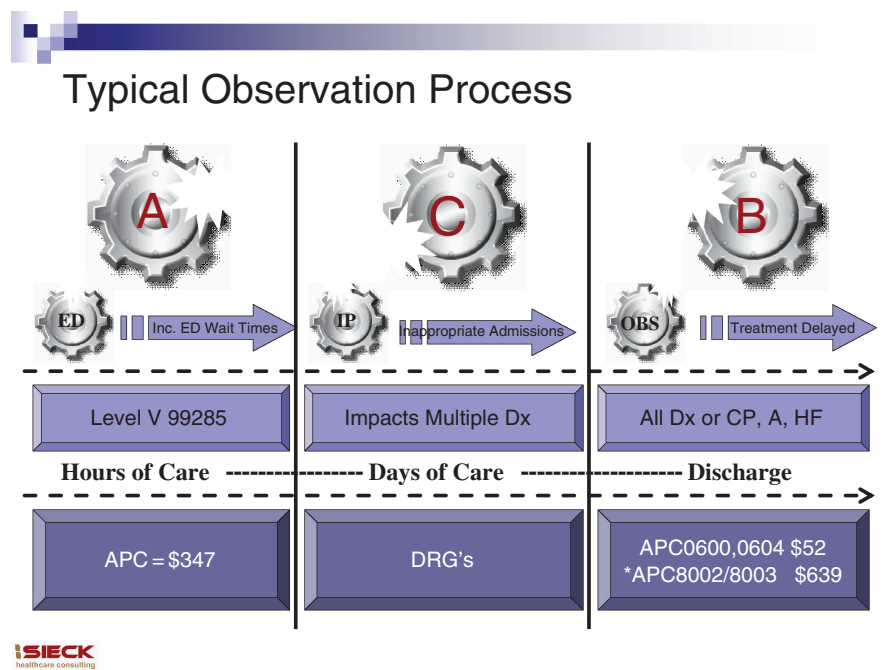 Typical Observation Process
A
C
B
ED
Inc. ED Wait Times
IP
Inappropriate Admissions
OBS
Treatment Delayed
Level V 99285
Impacts Multiple Dx
All Dx or CP, A, HF
Hours of Care ---------------- Days of Care ------------------- Discharge
APC = $347
DRG's
APC0600,0604 $52
*APC8002/8003 $639
SIECK
healthcare consulting